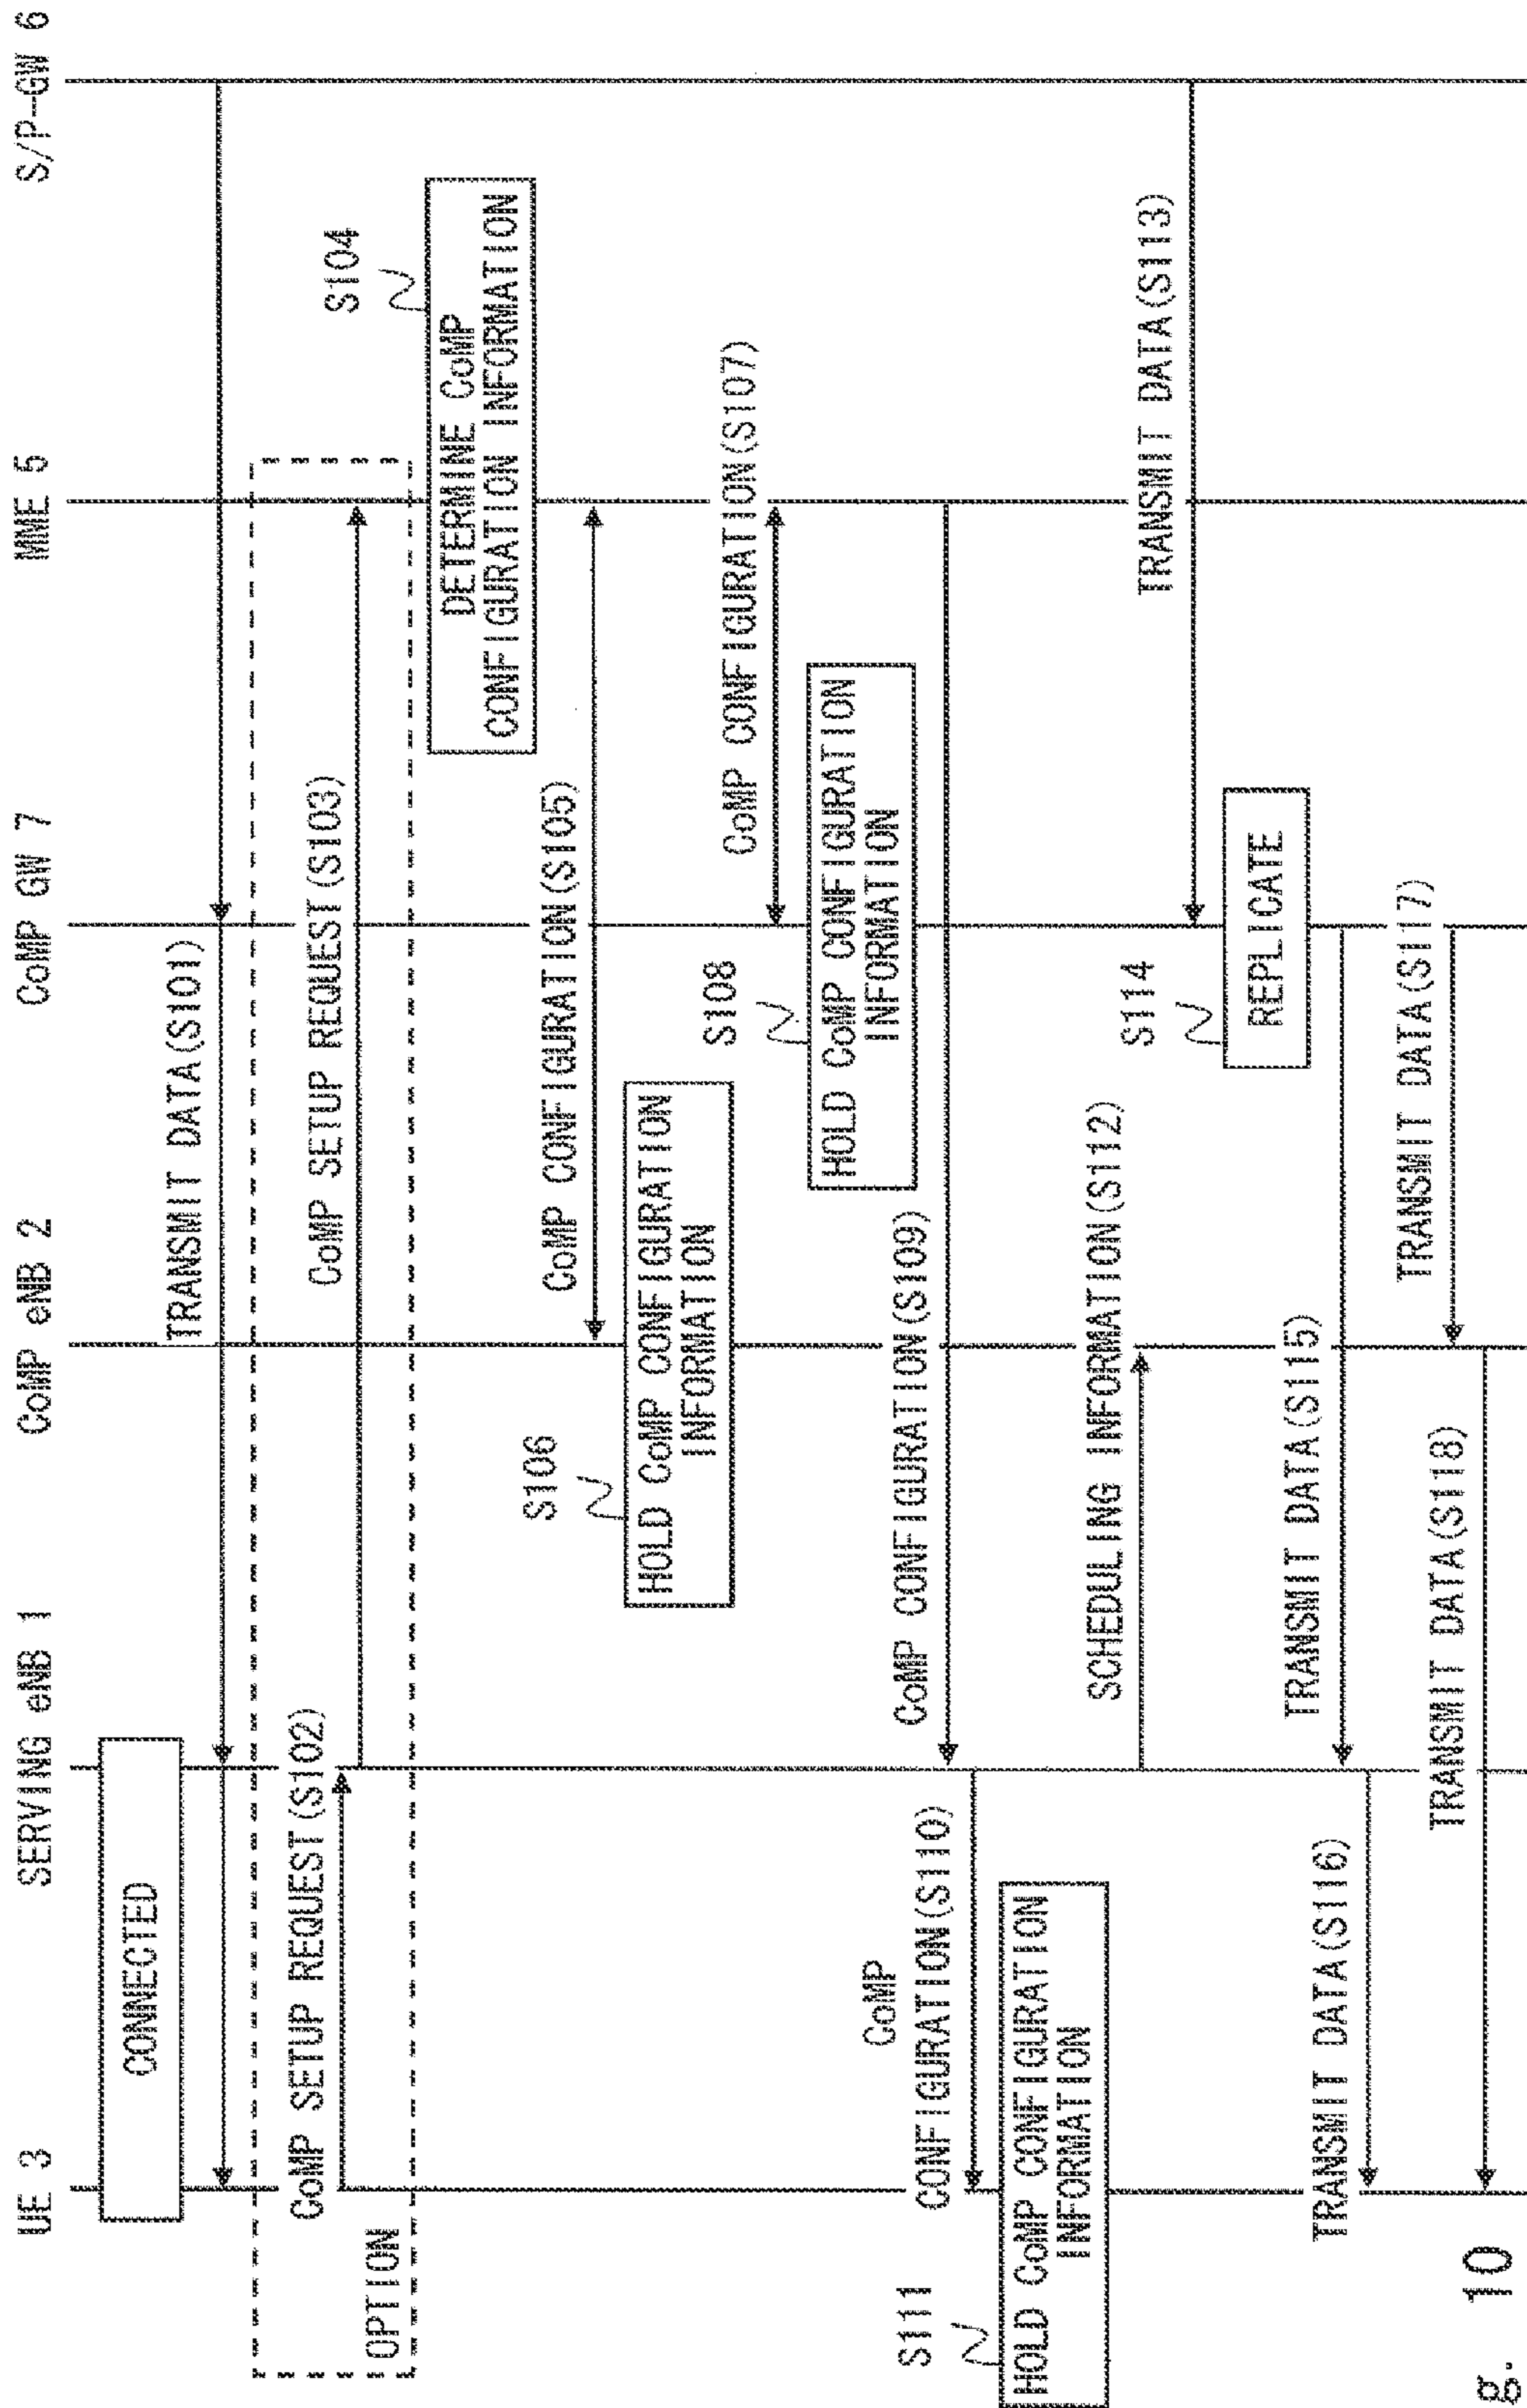 UE 3
SERVING eNB 1
CoMP eNB 2
CoMP GW 7
MME 5
S/P-GW 6
CONNECTED
TRANSMIT DATA(S101)
OPTION
CoMP SETUP REQUEST(S102)
CoMP SETUP REQUEST(S103)
S104
DETERMINE CoMP
CONFIGURATION INFORMATION
CoMP CONFIGURATION(S105)
S106
HOLD CoMP CONFIGURATION
INFORMATION
CoMP CONFIGURATION(S107)
S108
HOLD CoMP CONFIGURATION
INFORMATION
CoMP CONFIGURATION(S109)
CoMP
CONFIGURATION(S110)
S111
HOLD CoMP CONFIGURATION
INFORMATION
SCHEDULING INFORMATION(S112)
TRANSMIT DATA(S113)
S114
REPLICATE
TRANSMIT DATA(S115)
TRANSMIT DATA(S116)
TRANSMIT DATA(S117)
TRANSMIT DATA(S118)
g. 10